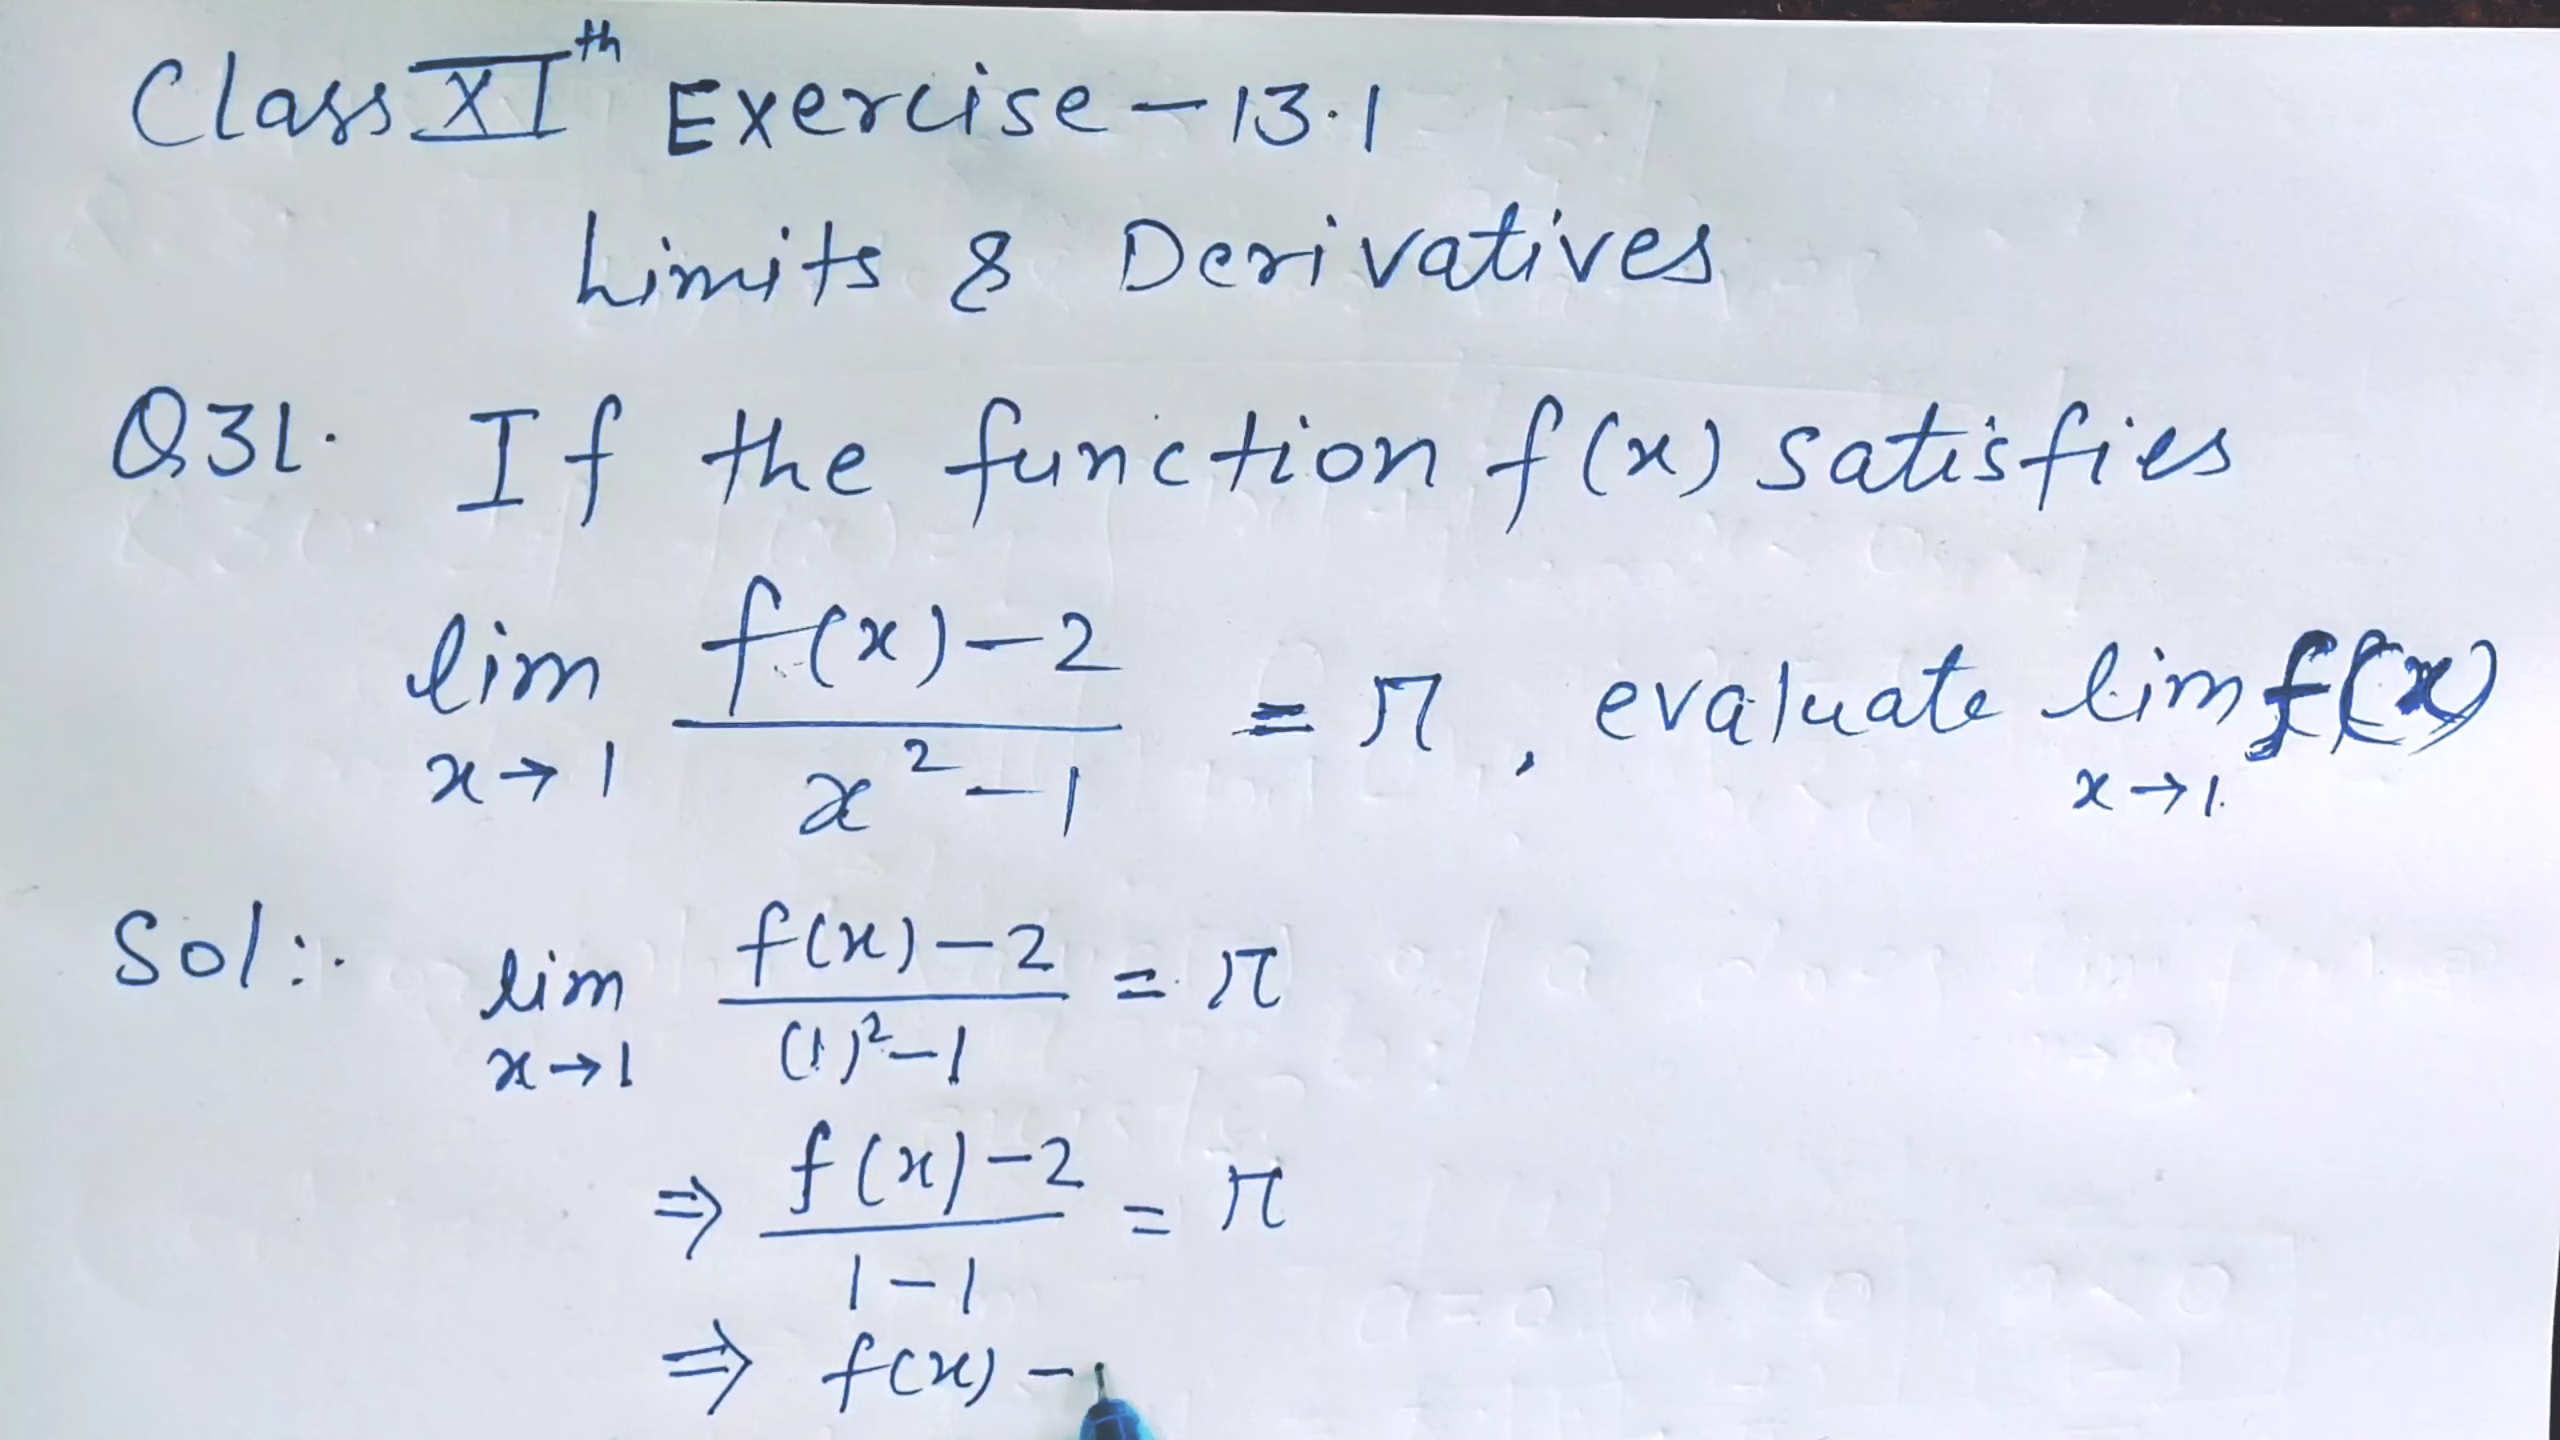 Class XIth Exercise - 13.1
Limits & Derivatives
Q31. If the function f(x) satisfies
lim x→1 (f(x) - 2)/(x² - 1) = π, evaluate lim x→1 f(x)
Sol:. lim x→1 (f(x) - 2)/((1)² - 1) = π
⇒ (f(x) - 2)/(1 - 1) = π
⇒ f(x) -